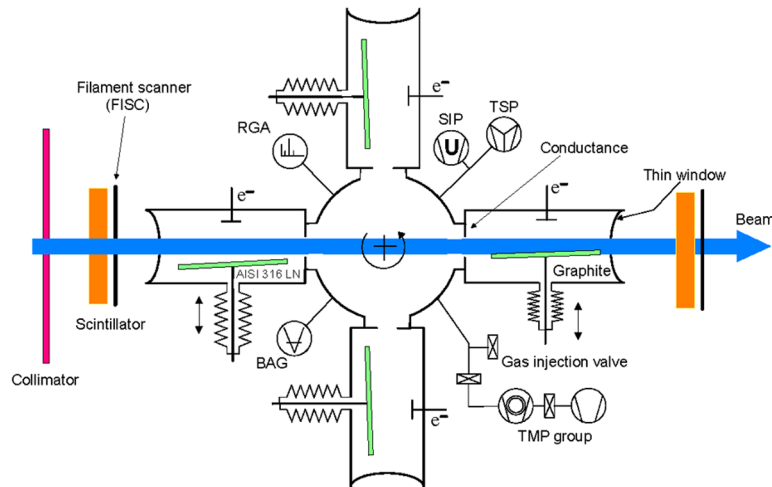 Filament scanner
(FISC)
e⁻
SIP
TSP
RGA
U
Conductance
Thin window
e⁻
e⁻
Beam
AISI 316 LN
Graphite
Scintillator
BAG
Gas injection valve
Collimator
e⁻
TMP group